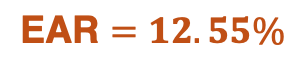 EAR = 12.55%